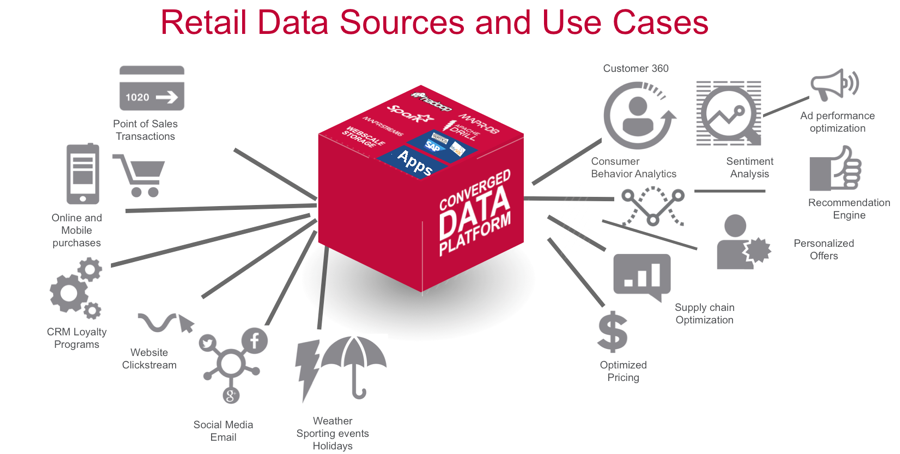 Retail Data Sources and Use Cases
1020
Point of Sales
Transactions
Online and
Mobile
purchases
CRM Loyalty
Programs
Website
Clickstream
Social Media
Email
Weather
Sporting events
Holidays
hadoop
Spark
MAPR-DB
MAPR STREAMS
APACHE
DRILL
WEBSCALE
STORAGE
SAP
Apps
CONVERGED
DATA
PLATFORM
Customer 360
Consumer
Behavior Analytics
Sentiment
Analysis
Ad performance
optimization
Recommendation
Engine
Personalized
Offers
Supply chain
Optimization
$
Optimized
Pricing